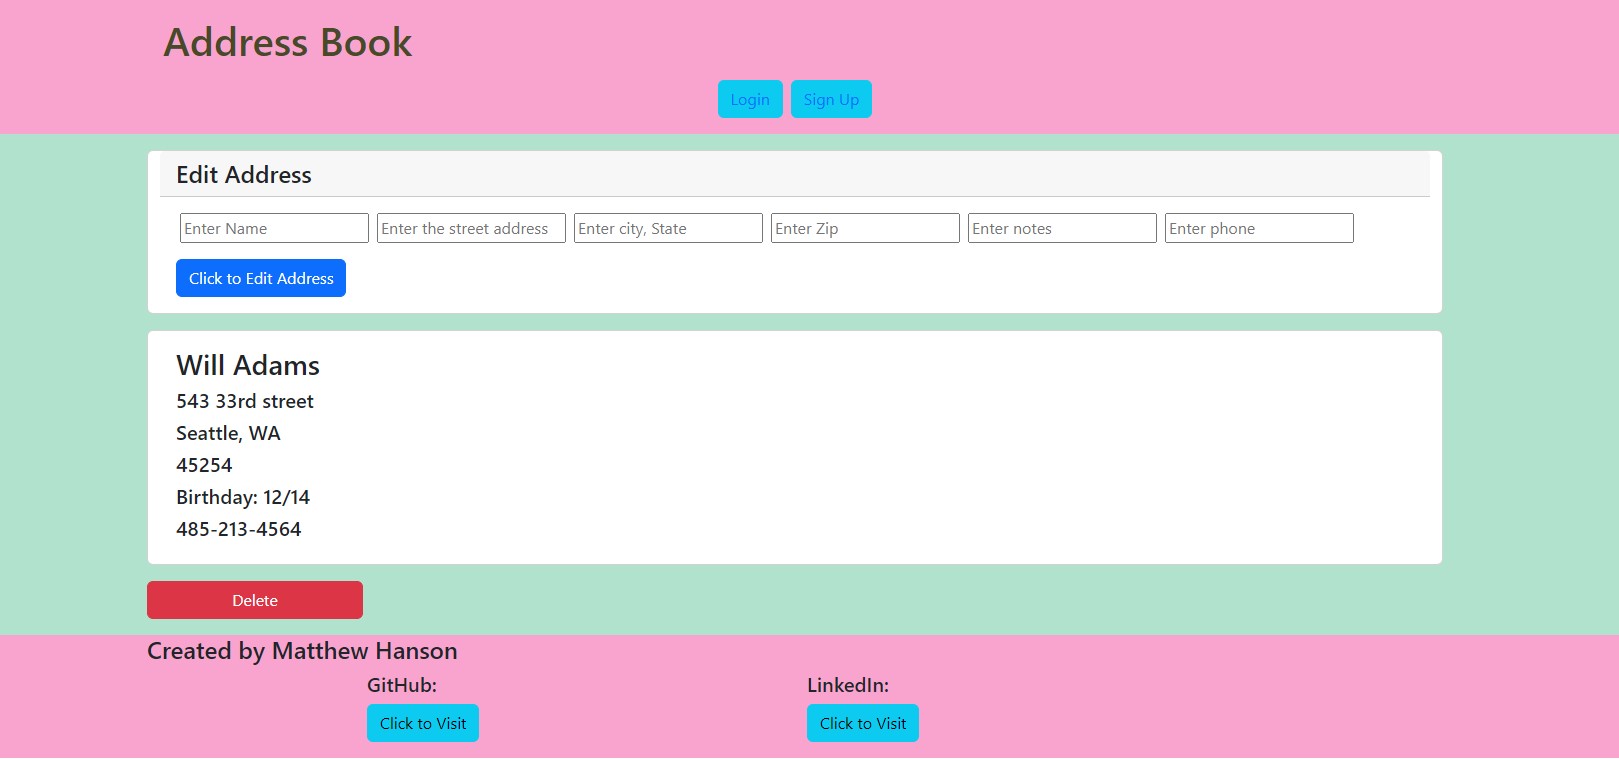 Address Book
Login Sign Up
Edit Address
Enter Name Enter the street address Enter city, State Enter Zip Enter notes Enter phone
Click to Edit Address
Will Adams
543 33rd street
Seattle, WA
45254
Birthday: 12/14
485-213-4564
Delete
Created by Matthew Hanson
GitHub: LinkedIn:
Click to Visit Click to Visit